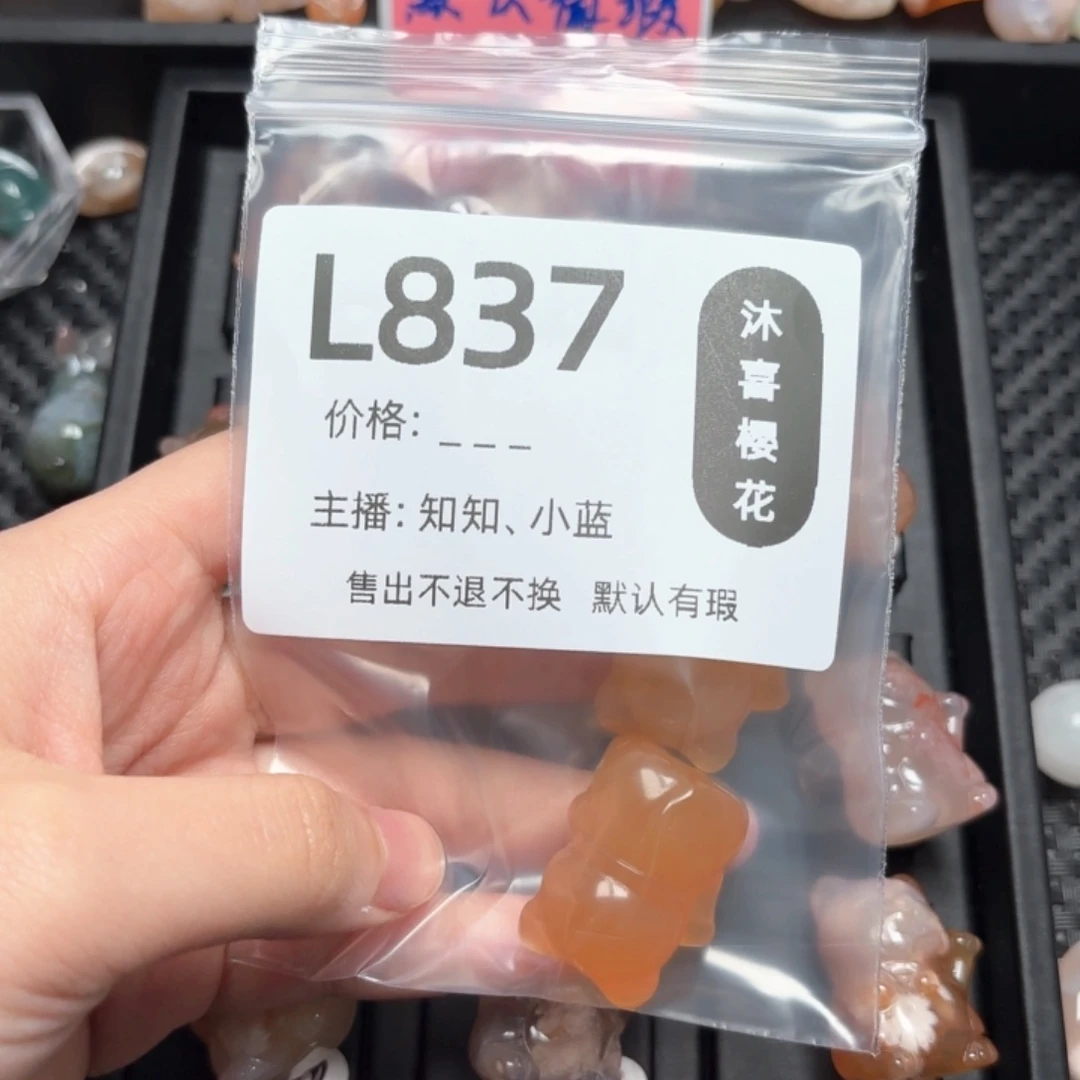 L837
沐喜樱花
价格: _ _ _
主播: 知知、小蓝
售出不退不换 默认有瑕